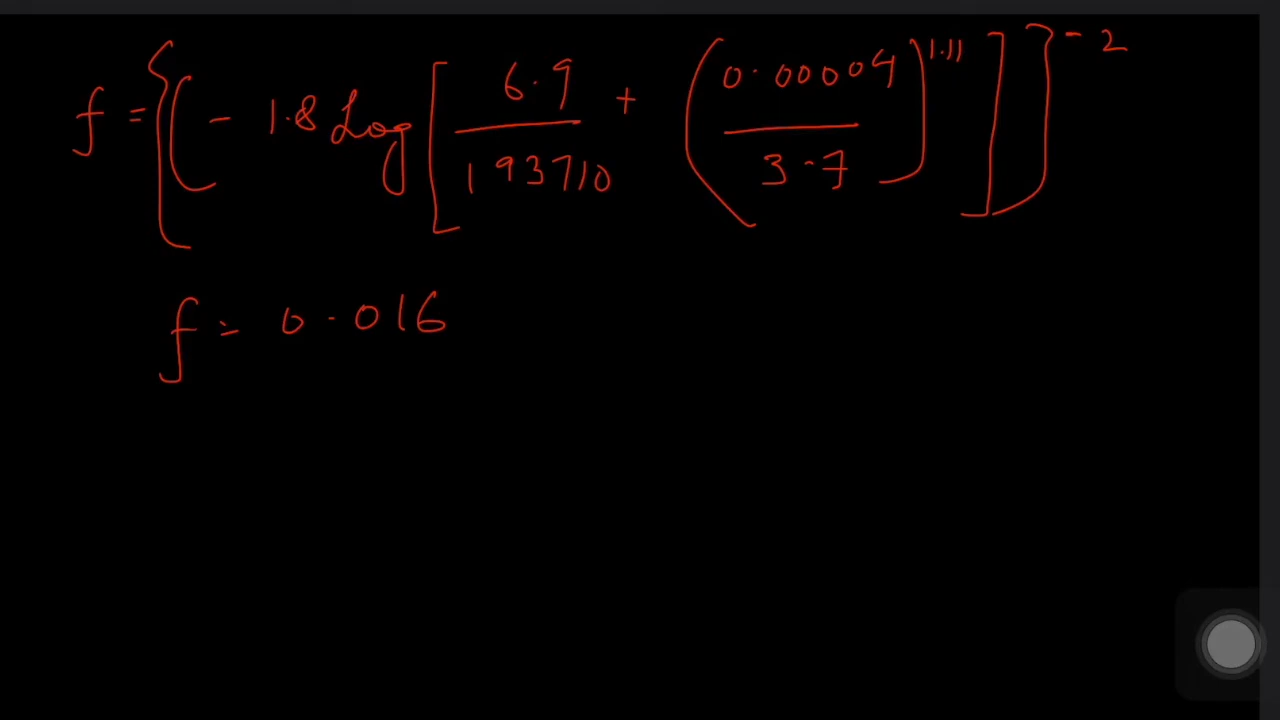 f = {( - 1.8 Log [ 6.9 / 193710 + ( 0.00004 / 3.7 )^1.11 ]}^-2
f = 0.016